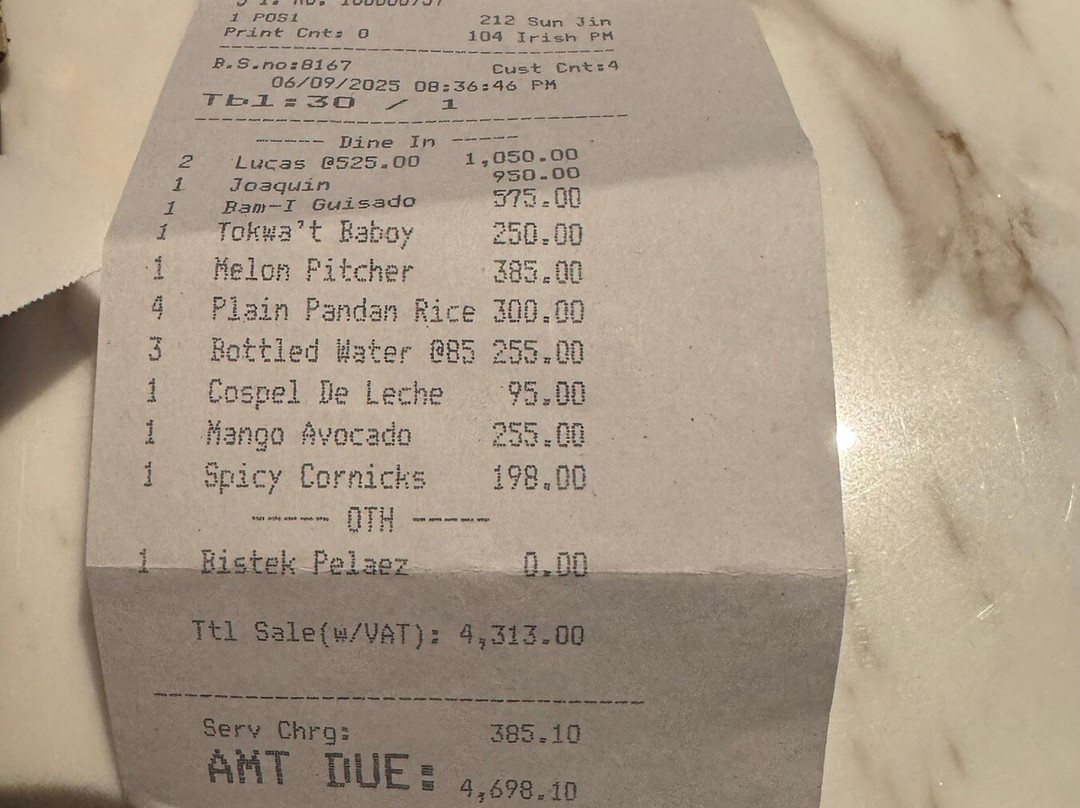 1 POS1 212 Sun Jin
Print Cnt: 0 104 Irish PM
B.S.no:8167 Cust Cnt:4
06/09/2025 08:36:46 PM
Tbl:30 / 1
----- Dine In -----
2 Lucas @525.00 1,050.00
1 Joaquin 950.00
1 Bam-I Guisado 575.00
1 Tokwa't Baboy 250.00
1 Melon Pitcher 385.00
4 Plain Pandan Rice 300.00
3 Bottled Water @85 255.00
1 Cospel De Leche 95.00
1 Mango Avocado 255.00
1 Spicy Cornicks 198.00
----- OTH -----
1 Bistek Pelaez 0.00
Ttl Sale(w/VAT): 4,313.00
Serv Chrg: 385.10
AMT DUE: 4,698.10